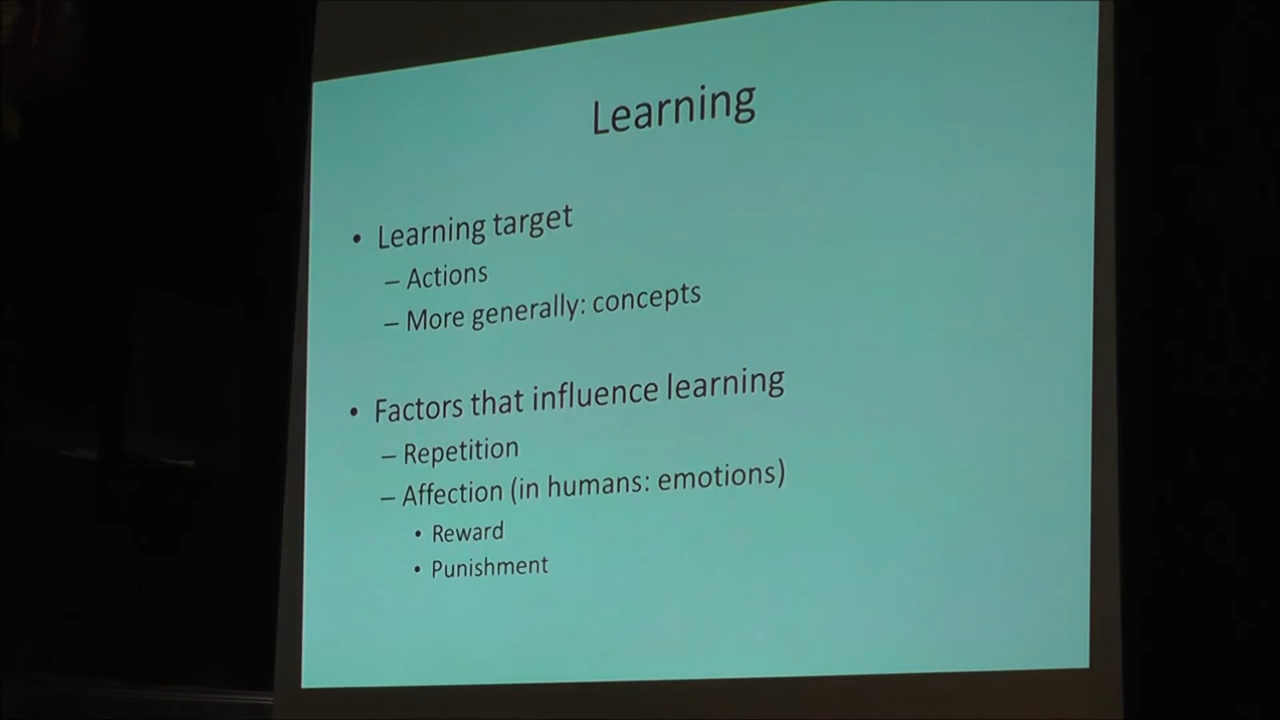 Learning
• Learning target
– Actions
– More generally: concepts
• Factors that influence learning
– Repetition
– Affection (in humans: emotions)
• Reward
• Punishment